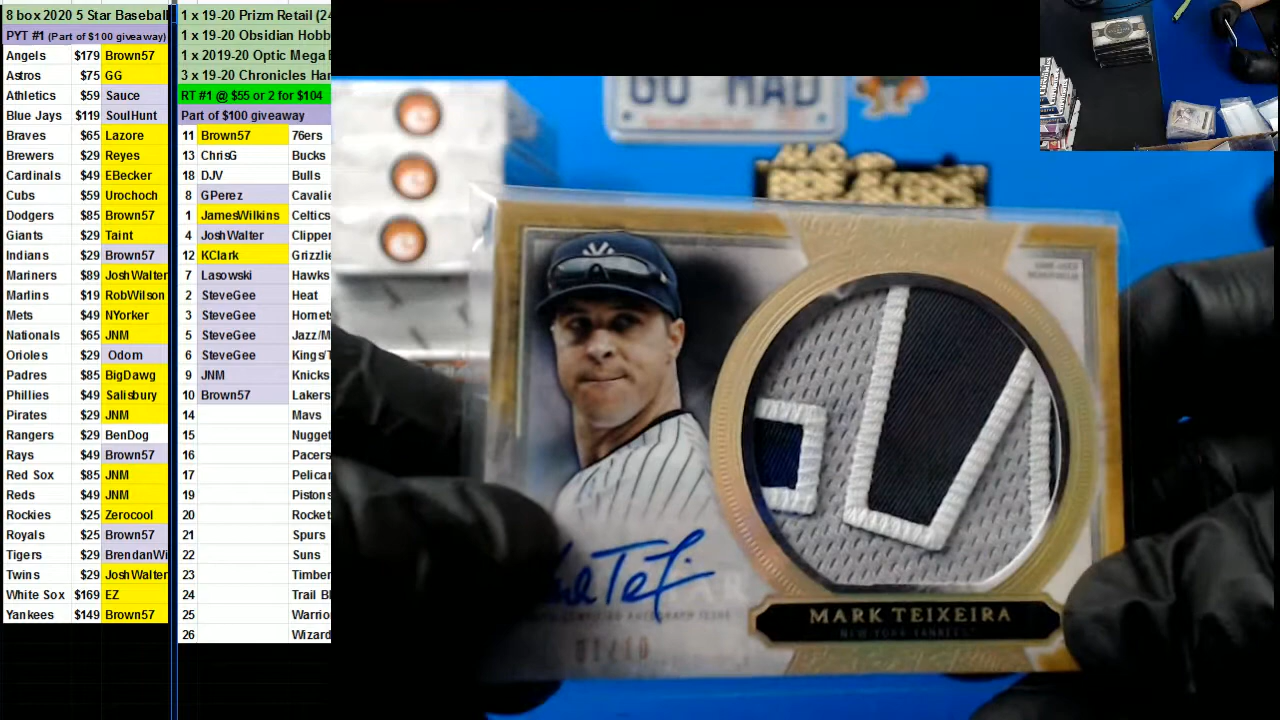 8 box 2020 5 Star Baseball
PYT #1 (Part of $100 giveaway)
Angels $179 Brown57
Astros $75 GG
Athletics $59 Sauce
Blue Jays $119 SoulHunt
Braves $65 Lazore
Brewers $29 Reyes
Cardinals $49 EBecker
Cubs $59 Urochoch
Dodgers $85 Brown57
Giants $29 Taint
Indians $29 Brown57
Mariners $89 JoshWalter
Marlins $19 RobWilson
Mets $49 NYorker
Nationals $65 JNM
Orioles $29 Odom
Padres $85 BigDawg
Phillies $49 Salisbury
Pirates $29 JNM
Rangers $29 BenDog
Rays $49 Brown57
Red Sox $85 JNM
Reds $49 JNM
Rockies $25 Zerocool
Royals $25 Brown57
Tigers $29 BrendanWi
Twins $29 JoshWalter
White Sox $169 EZ
Yankees $149 Brown57
1 x 19-20 Prizm Retail (24
1 x 19-20 Obsidian Hobb
1 x 2019-20 Optic Mega
3 x 19-20 Chronicles Han
RT #1 @ $55 or 2 for $104
Part of $100 giveaway
11 Brown57 76ers
13 ChrisG Bucks
18 DJV Bulls
8 GPerez Cavalie
1 JamesWilkins Celtics
4 JoshWalter Clipper
12 KClark Grizzlie
7 Lasowski Hawks
2 SteveGee Heat
3 SteveGee Hornet
5 SteveGee Jazz/M
6 SteveGee Kings/T
9 JNM Knicks
10 Brown57 Lakers
14 Mavs
15 Nugget
16 Pacers
17 Pelican
19 Pistons
20 Rocket
21 Spurs
22 Suns
23 Timber
24 Trail Bl
25 Warrio
26 Wizard
GO MAD
MARK TEIXEIRA
NEW YORK YANKEES
01/10